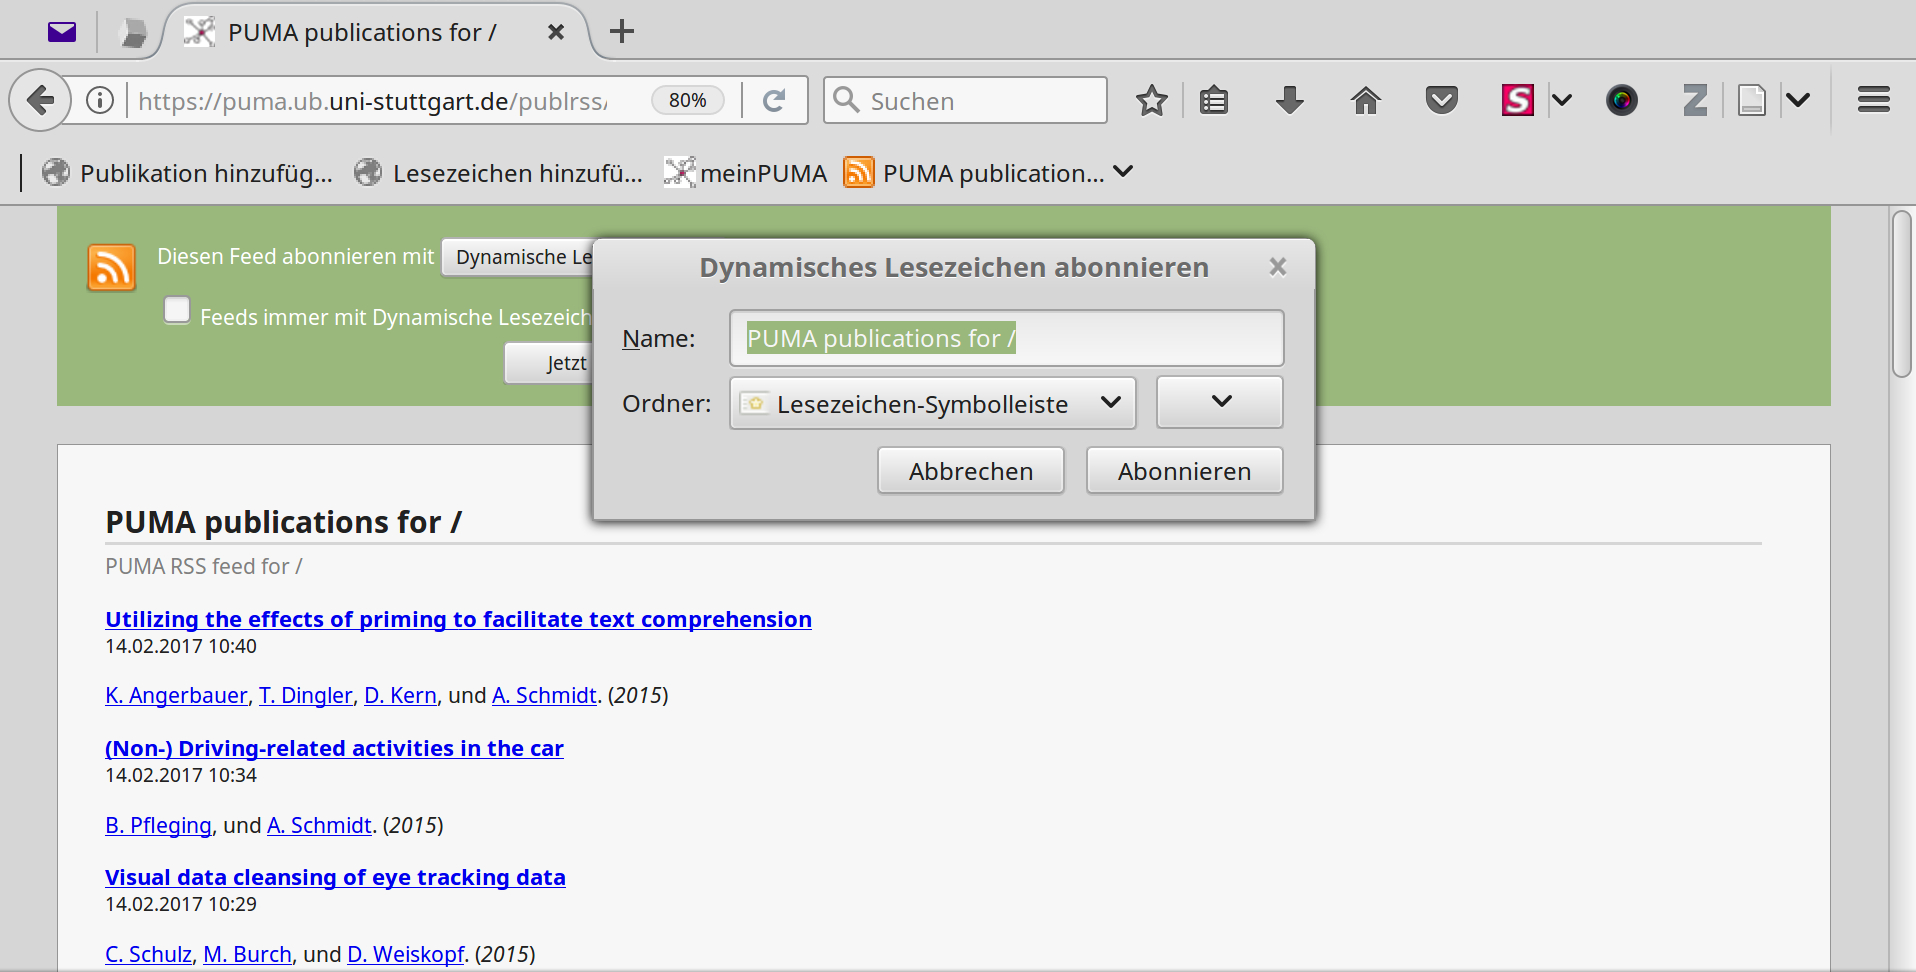 PUMA publications for /
https://puma.ub.uni-stuttgart.de/publrss/
80%
Suchen
Publikation hinzufüg...
Lesezeichen hinzufü...
meinPUMA
PUMA publication...
Diesen Feed abonnieren mit
Dynamische Le
Feeds immer mit Dynamische Lesezeich
Jetzt
Dynamisches Lesezeichen abonnieren
Name: PUMA publications for /
Ordner: Lesezeichen-Symbolleiste
Abbrechen Abonnieren
PUMA publications for /
PUMA RSS feed for /
Utilizing the effects of priming to facilitate text comprehension
14.02.2017 10:40
K. Angerbauer, T. Dingler, D. Kern, und A. Schmidt. (2015)
(Non-) Driving-related activities in the car
14.02.2017 10:34
B. Pfleging, und A. Schmidt. (2015)
Visual data cleansing of eye tracking data
14.02.2017 10:29
C. Schulz, M. Burch, und D. Weiskopf. (2015)